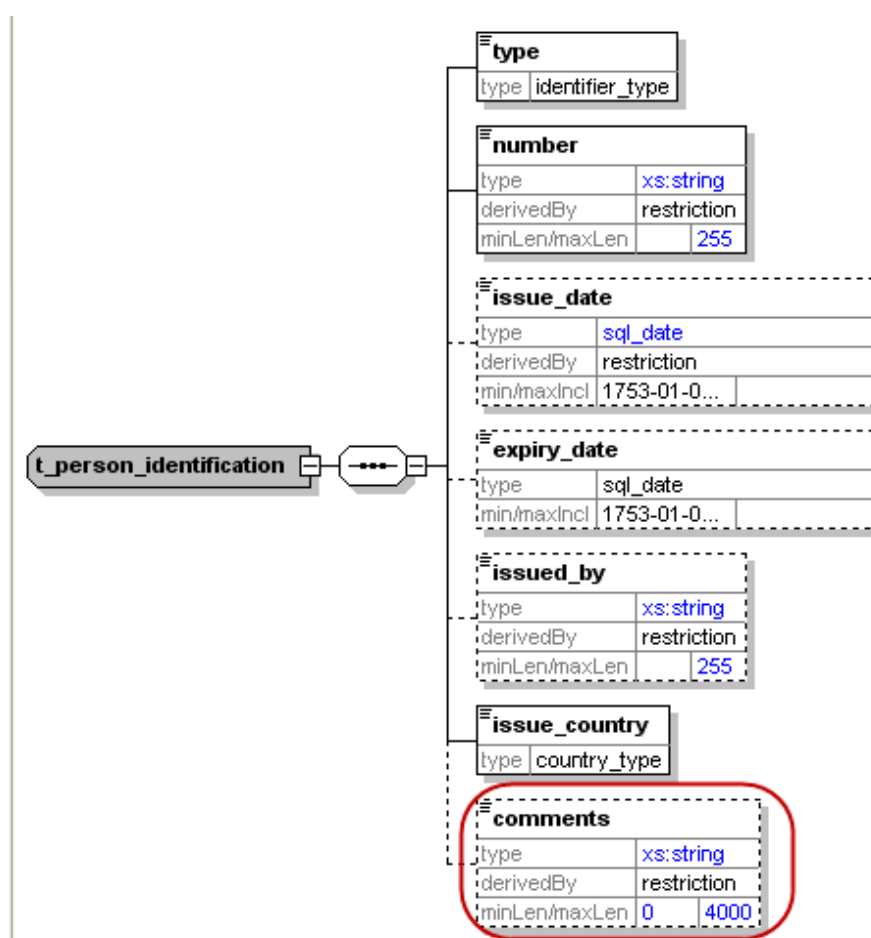 type
type identifier_type
number
type xs:string
derivedBy restriction
minLen/maxLen 255
issue_date
type sql_date
derivedBy restriction
min/maxIncl 1753-01-0...
t_person_identification
expiry_date
type sql_date
min/maxIncl 1753-01-0...
issued_by
type xs:string
derivedBy restriction
minLen/maxLen 255
issue_country
type country_type
comments
type xs:string
derivedBy restriction
minLen/maxLen 0 4000